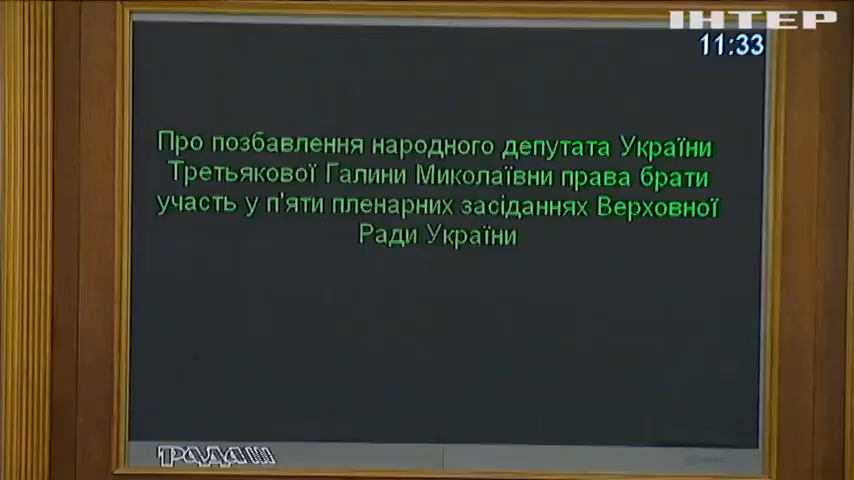 ІНТЕР
11:33
Про позбавлення народного депутата України
Третьякової Галини Миколаївни права брати
участь у п'яти пленарних засіданнях Верховної
Ради України
РАДА